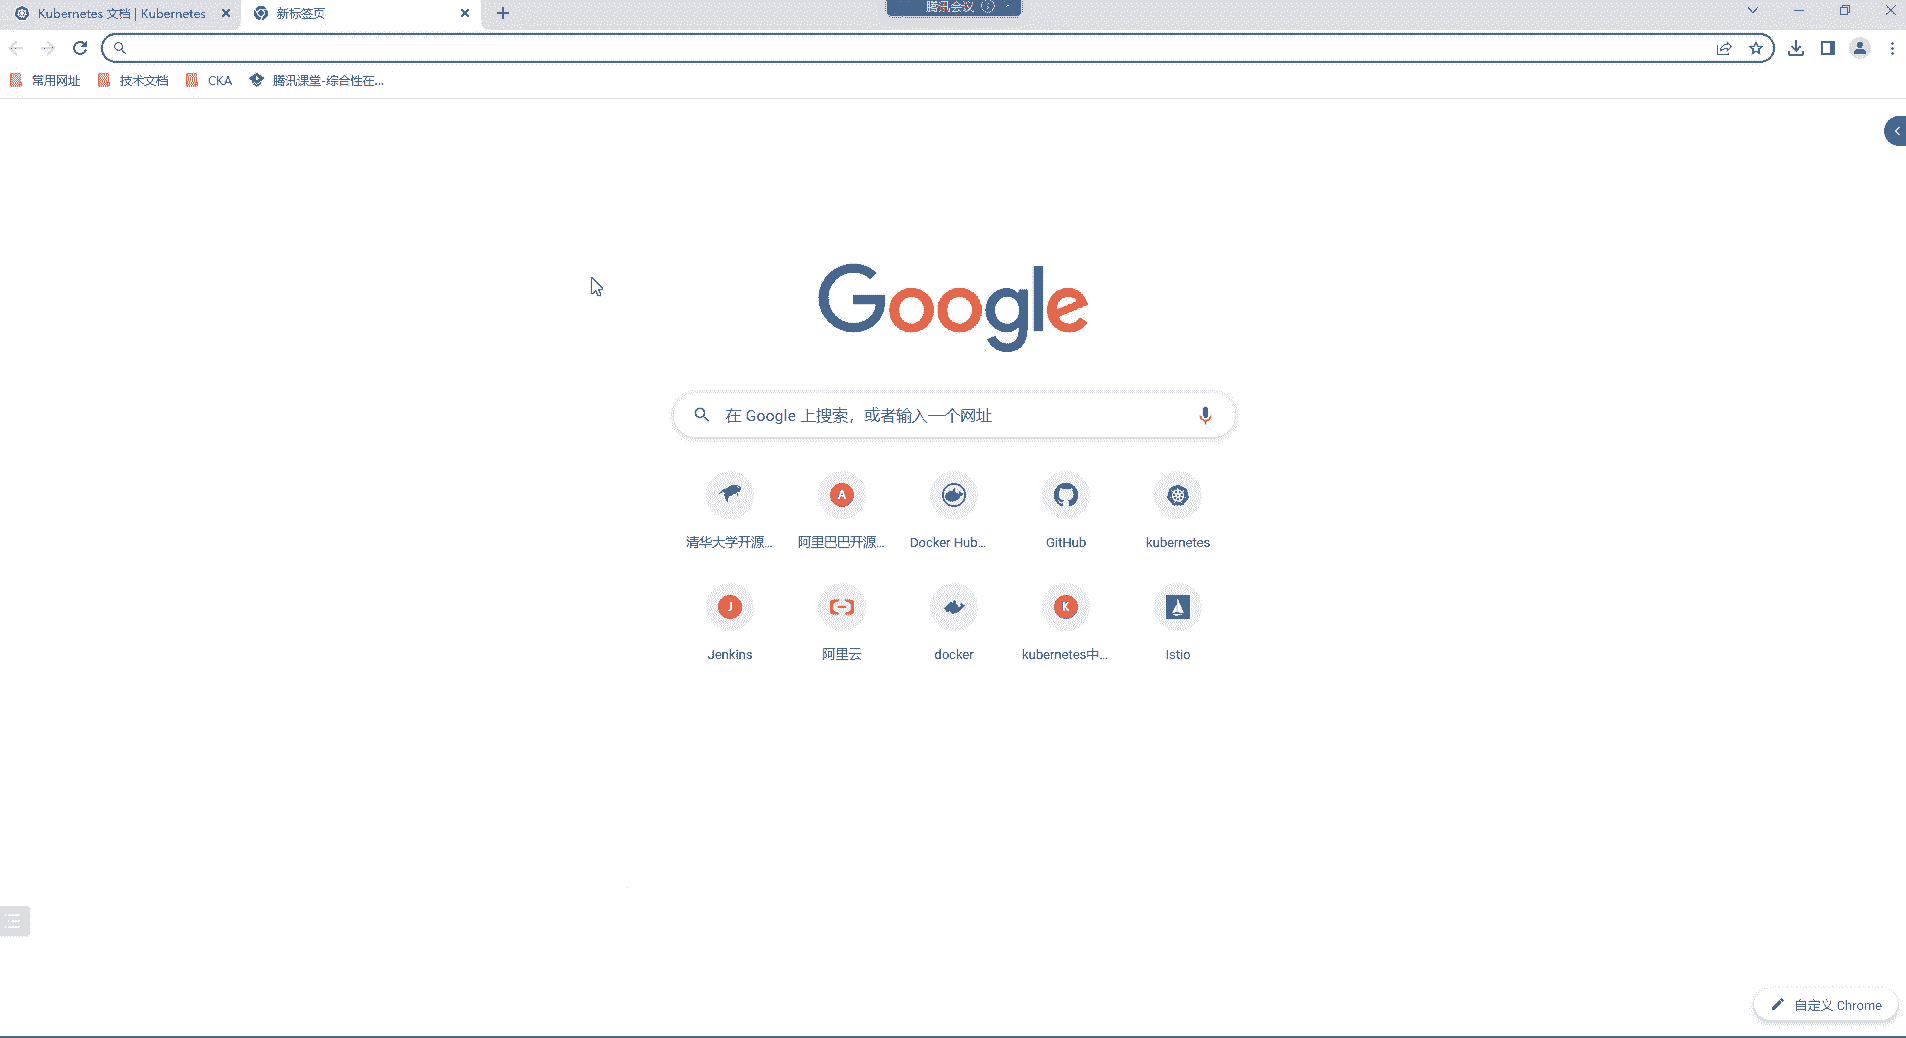 Kubernetes 文档 | Kubernetes
新标签页
腾讯会议
常用网址
技术文档
CKA
腾讯课堂-综合性在...
Google
在 Google 上搜索，或者输入一个网址
清华大学开源...
A
阿里巴巴开源...
Docker Hub...
GitHub
kubernetes
J
Jenkins
阿里云
docker
K
kubernetes中...
Istio
自定义 Chrome